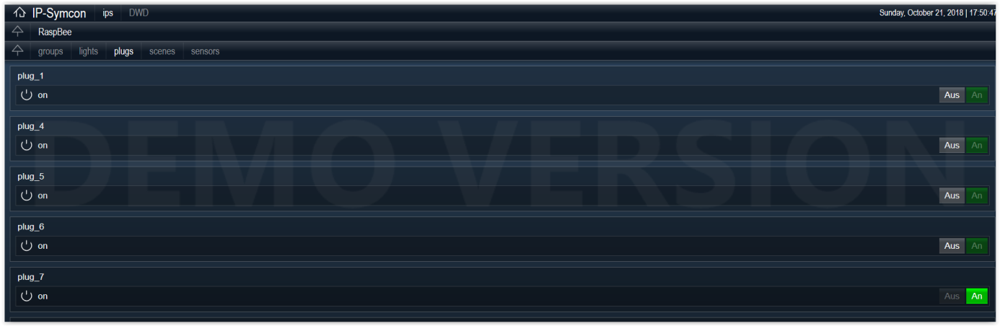 IP-Symcon ips DWD Sunday, October 21, 2018 | 17:50:47
RaspBee
groups lights plugs scenes sensors
plug_1
on Aus An
plug_4
on Aus An
DEMO VERSION
plug_5
on Aus An
plug_6
on Aus An
plug_7
on Aus An